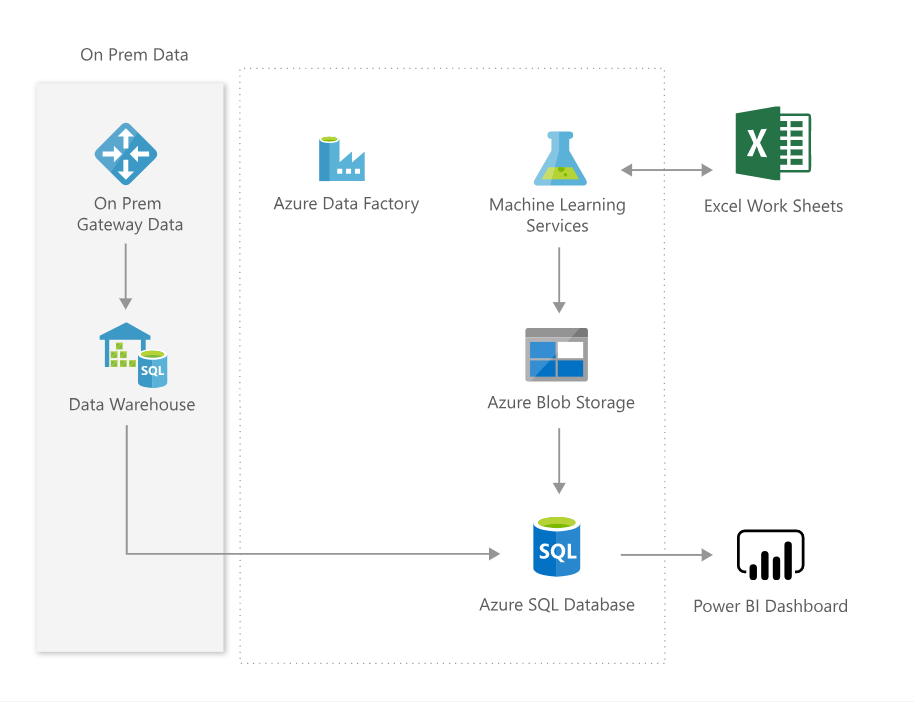 On Prem Data
On Prem
Gateway Data
Azure Data Factory
Machine Learning
Services
X
Excel Work Sheets
SQL
Data Warehouse
Azure Blob Storage
SQL
Azure SQL Database
Power BI Dashboard